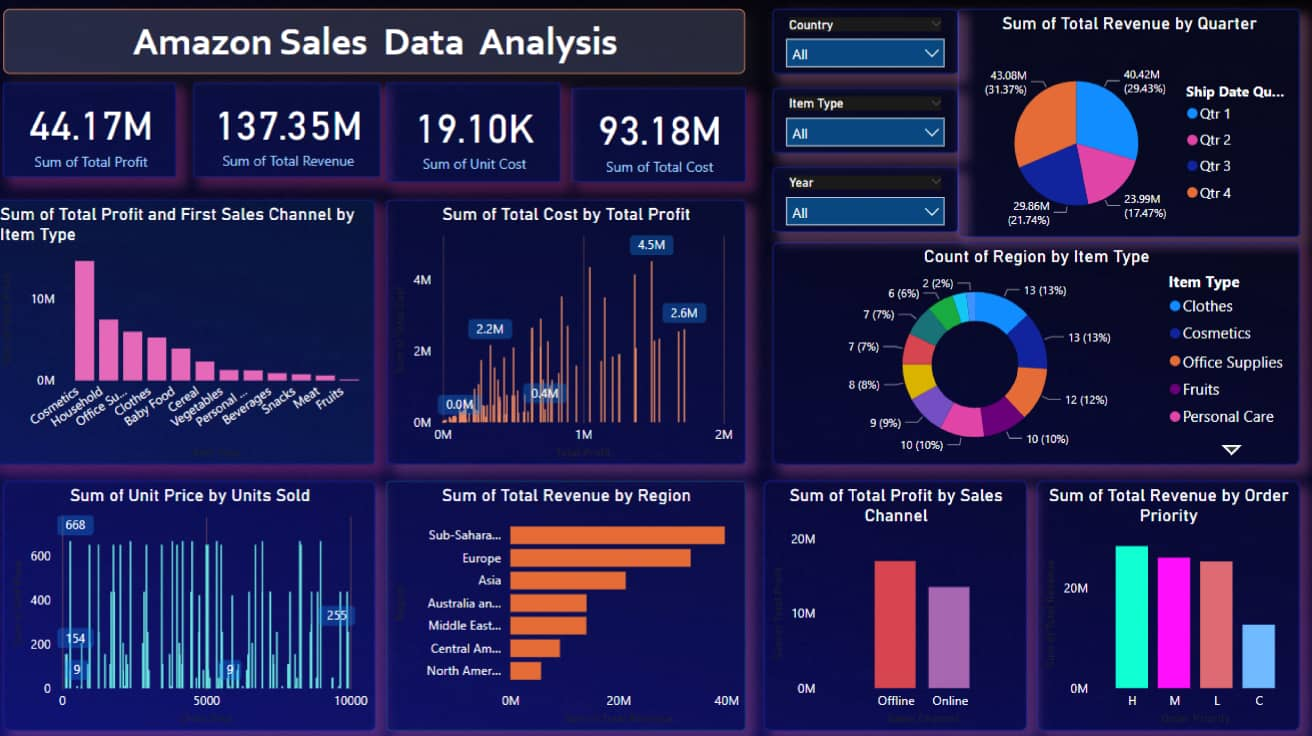 Amazon Sales Data Analysis
44.17M
Sum of Total Profit
137.35M
Sum of Total Revenue
19.10K
Sum of Unit Cost
93.18M
Sum of Total Cost
Country
All
Item Type
All
Year
All
Sum of Total Revenue by Quarter
43.08M
(31.37%)
40.42M
(29.43%)
29.86M
(21.74%)
23.99M
(17.47%)
Ship Date Qu...
Qtr 1
Qtr 2
Qtr 3
Qtr 4
Sum of Total Profit and First Sales Channel by
Item Type
10M
0M
Cosmetics
Household
Office Su...
Clothes
Baby Food
Cereal
Vegetables
Personal ...
Beverages
Snacks
Meat
Fruits
Sum of Total Cost by Total Profit
4.5M
2.6M
2.2M
0.4M
0.0M
4M
2M
0M
0M
1M
2M
Total Profit
Count of Region by Item Type
2 (2%)
6 (6%)
7 (7%)
7 (7%)
8 (8%)
9 (9%)
10 (10%)
10 (10%)
12 (12%)
13 (13%)
13 (13%)
Item Type
Clothes
Cosmetics
Office Supplies
Fruits
Personal Care
Sum of Unit Price by Units Sold
668
154
9
9
255
600
400
200
0
0
5000
10000
Sum of Total Revenue by Region
Sub-Sahara...
Europe
Asia
Australia an...
Middle East...
Central Am...
North Amer...
0M
20M
40M
Sum of Total Revenue
Sum of Total Profit by Sales
Channel
20M
10M
0M
Offline
Online
Sales Channel
Sum of Total Revenue by Order
Priority
20M
0M
H
M
L
C
Order Priority